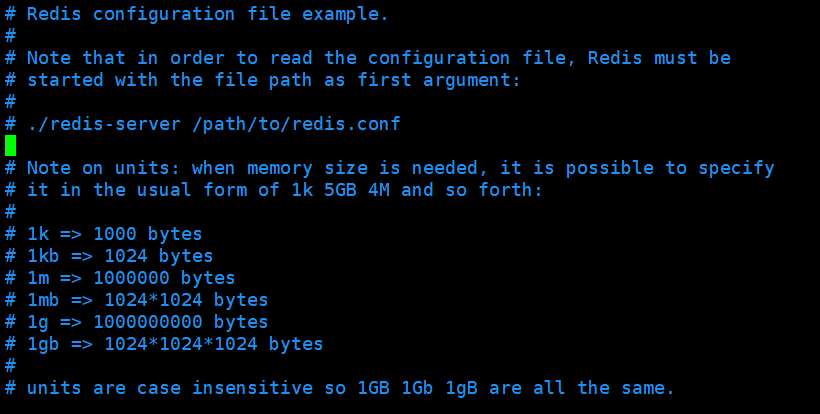 # Redis configuration file example.
#
# Note that in order to read the configuration file, Redis must be
# started with the file path as first argument:
#
# ./redis-server /path/to/redis.conf

# Note on units: when memory size is needed, it is possible to specify
# it in the usual form of 1k 5GB 4M and so forth:
#
# 1k => 1000 bytes
# 1kb => 1024 bytes
# 1m => 1000000 bytes
# 1mb => 1024*1024 bytes
# 1g => 1000000000 bytes
# 1gb => 1024*1024*1024 bytes
#
# units are case insensitive so 1GB 1Gb 1gB are all the same.